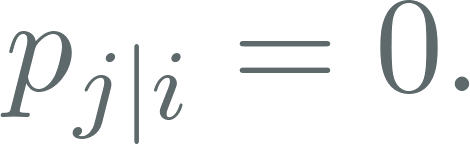 p_{j|i} = 0.